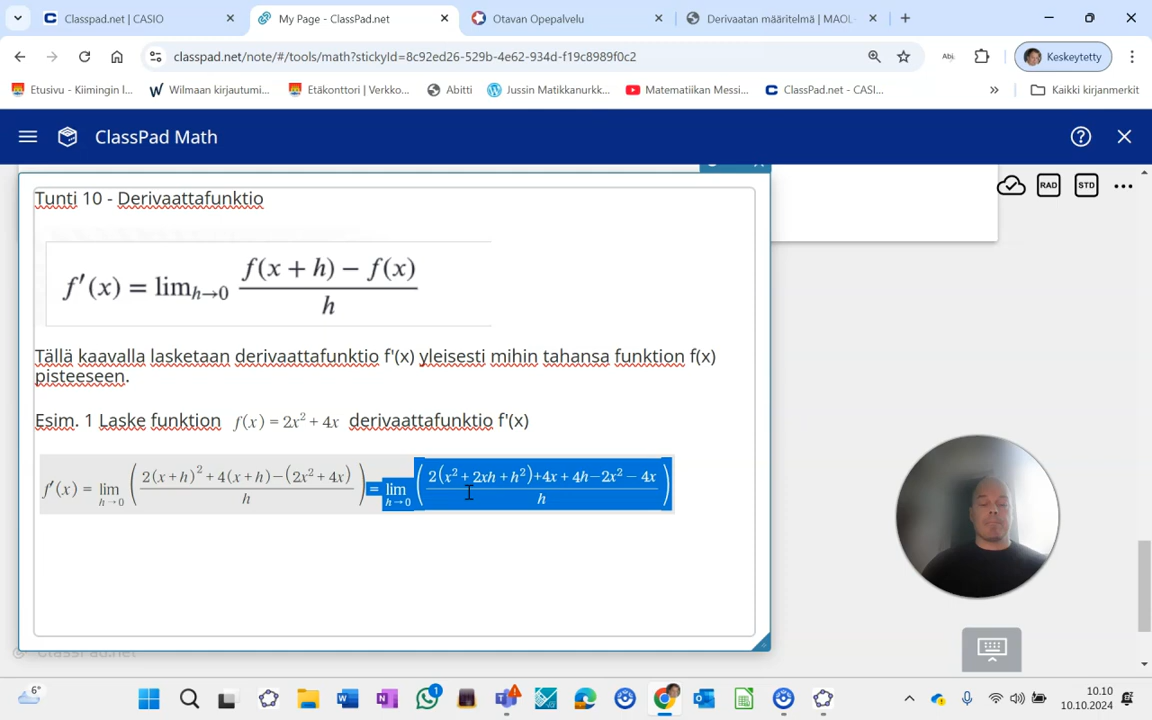 Classpad.net | CASIO
My Page - ClassPad.net
Otavan Opepalvelu
Derivaatan määritelmä | MAOL
classpad.net/note/#/tools/math?stickyId=8c92ed26-529b-4e62-934d-f19c8989f0c2
Abi
Keskeytetty
Etusivu - Kiimingin l...
Wilmaan kirjautumi...
Etäkonttori | Verkko...
Abitti
Jussin Matikkanurkk...
Matematiikan Messi...
ClassPad.net - CASI...
»
Kaikki kirjanmerkit
ClassPad Math
RAD
STD
Tunti 10 - Derivaattafunktio
f'(x) = lim_{h→0} (f(x + h) − f(x))/h
Tällä kaavalla lasketaan derivaattafunktio f'(x) yleisesti mihin tahansa funktion f(x)
pisteeseen.
Esim. 1 Laske funktion f(x) = 2x² + 4x derivaattafunktio f'(x)
f'(x) = lim_{h→0} ((2(x+h)² + 4(x+h) − (2x² + 4x))/h) = lim_{h→0} ((2(x² + 2xh + h²) + 4x + 4h − 2x² − 4x)/h)
ClassPad.net
6°
1
10.10
10.10.2024